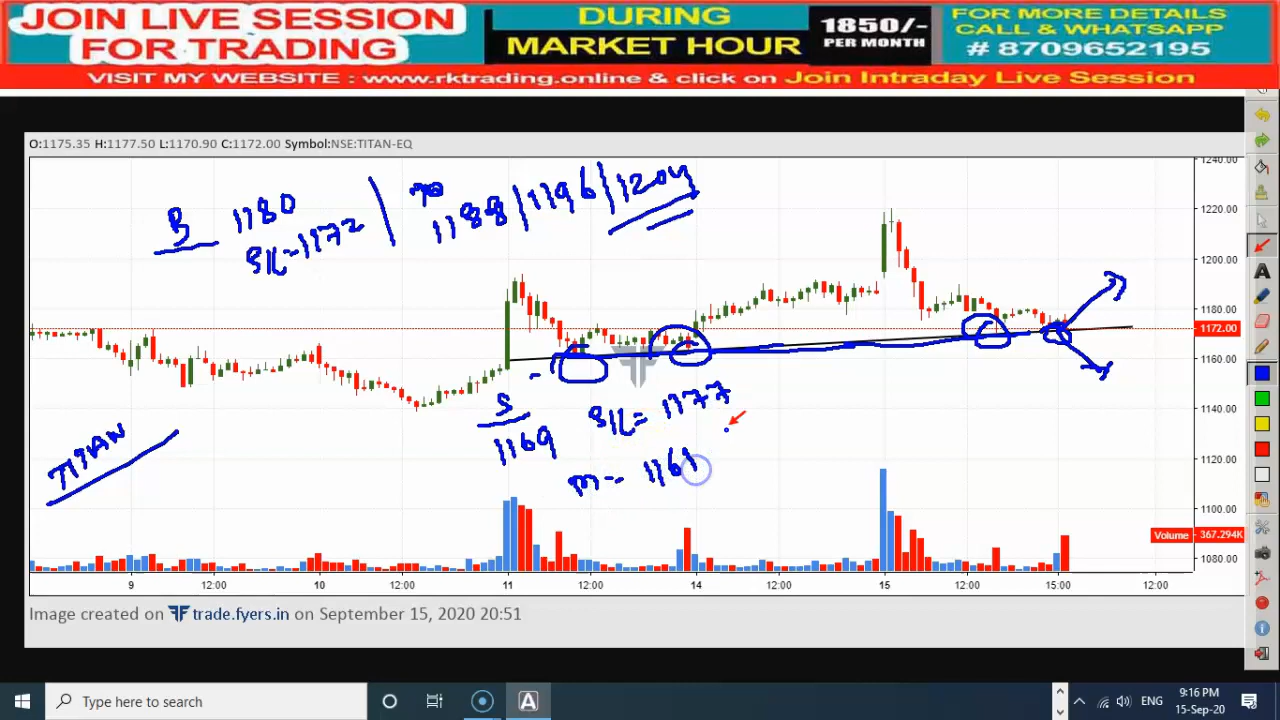 JOIN LIVE SESSION
FOR TRADING
DURING
MARKET HOUR
1850/-
PER MONTH
FOR MORE DETAILS
CALL & WHATSAPP
# 8709652195
VISIT MY WEBSITE : www.rktrading.online & click on Join Intraday Live Session
O:1175.35 H:1177.50 L:1170.90 C:1172.00 Symbol:NSE:TITAN-EQ
B 1180
S/L-1172
1188/1196/1204
S
1169
S/L= 1177
1161
TITAN
1240.00
1220.00
1200.00
1180.00
1172.00
1160.00
1140.00
1120.00
1100.00
Volume 367.294K
1080.00
9 12:00 10 12:00 11 12:00 14 12:00 15 12:00 15:00 12:00
Image created on trade.fyers.in on September 15, 2020 20:51
Type here to search
A
ENG
9:16 PM
15-Sep-20